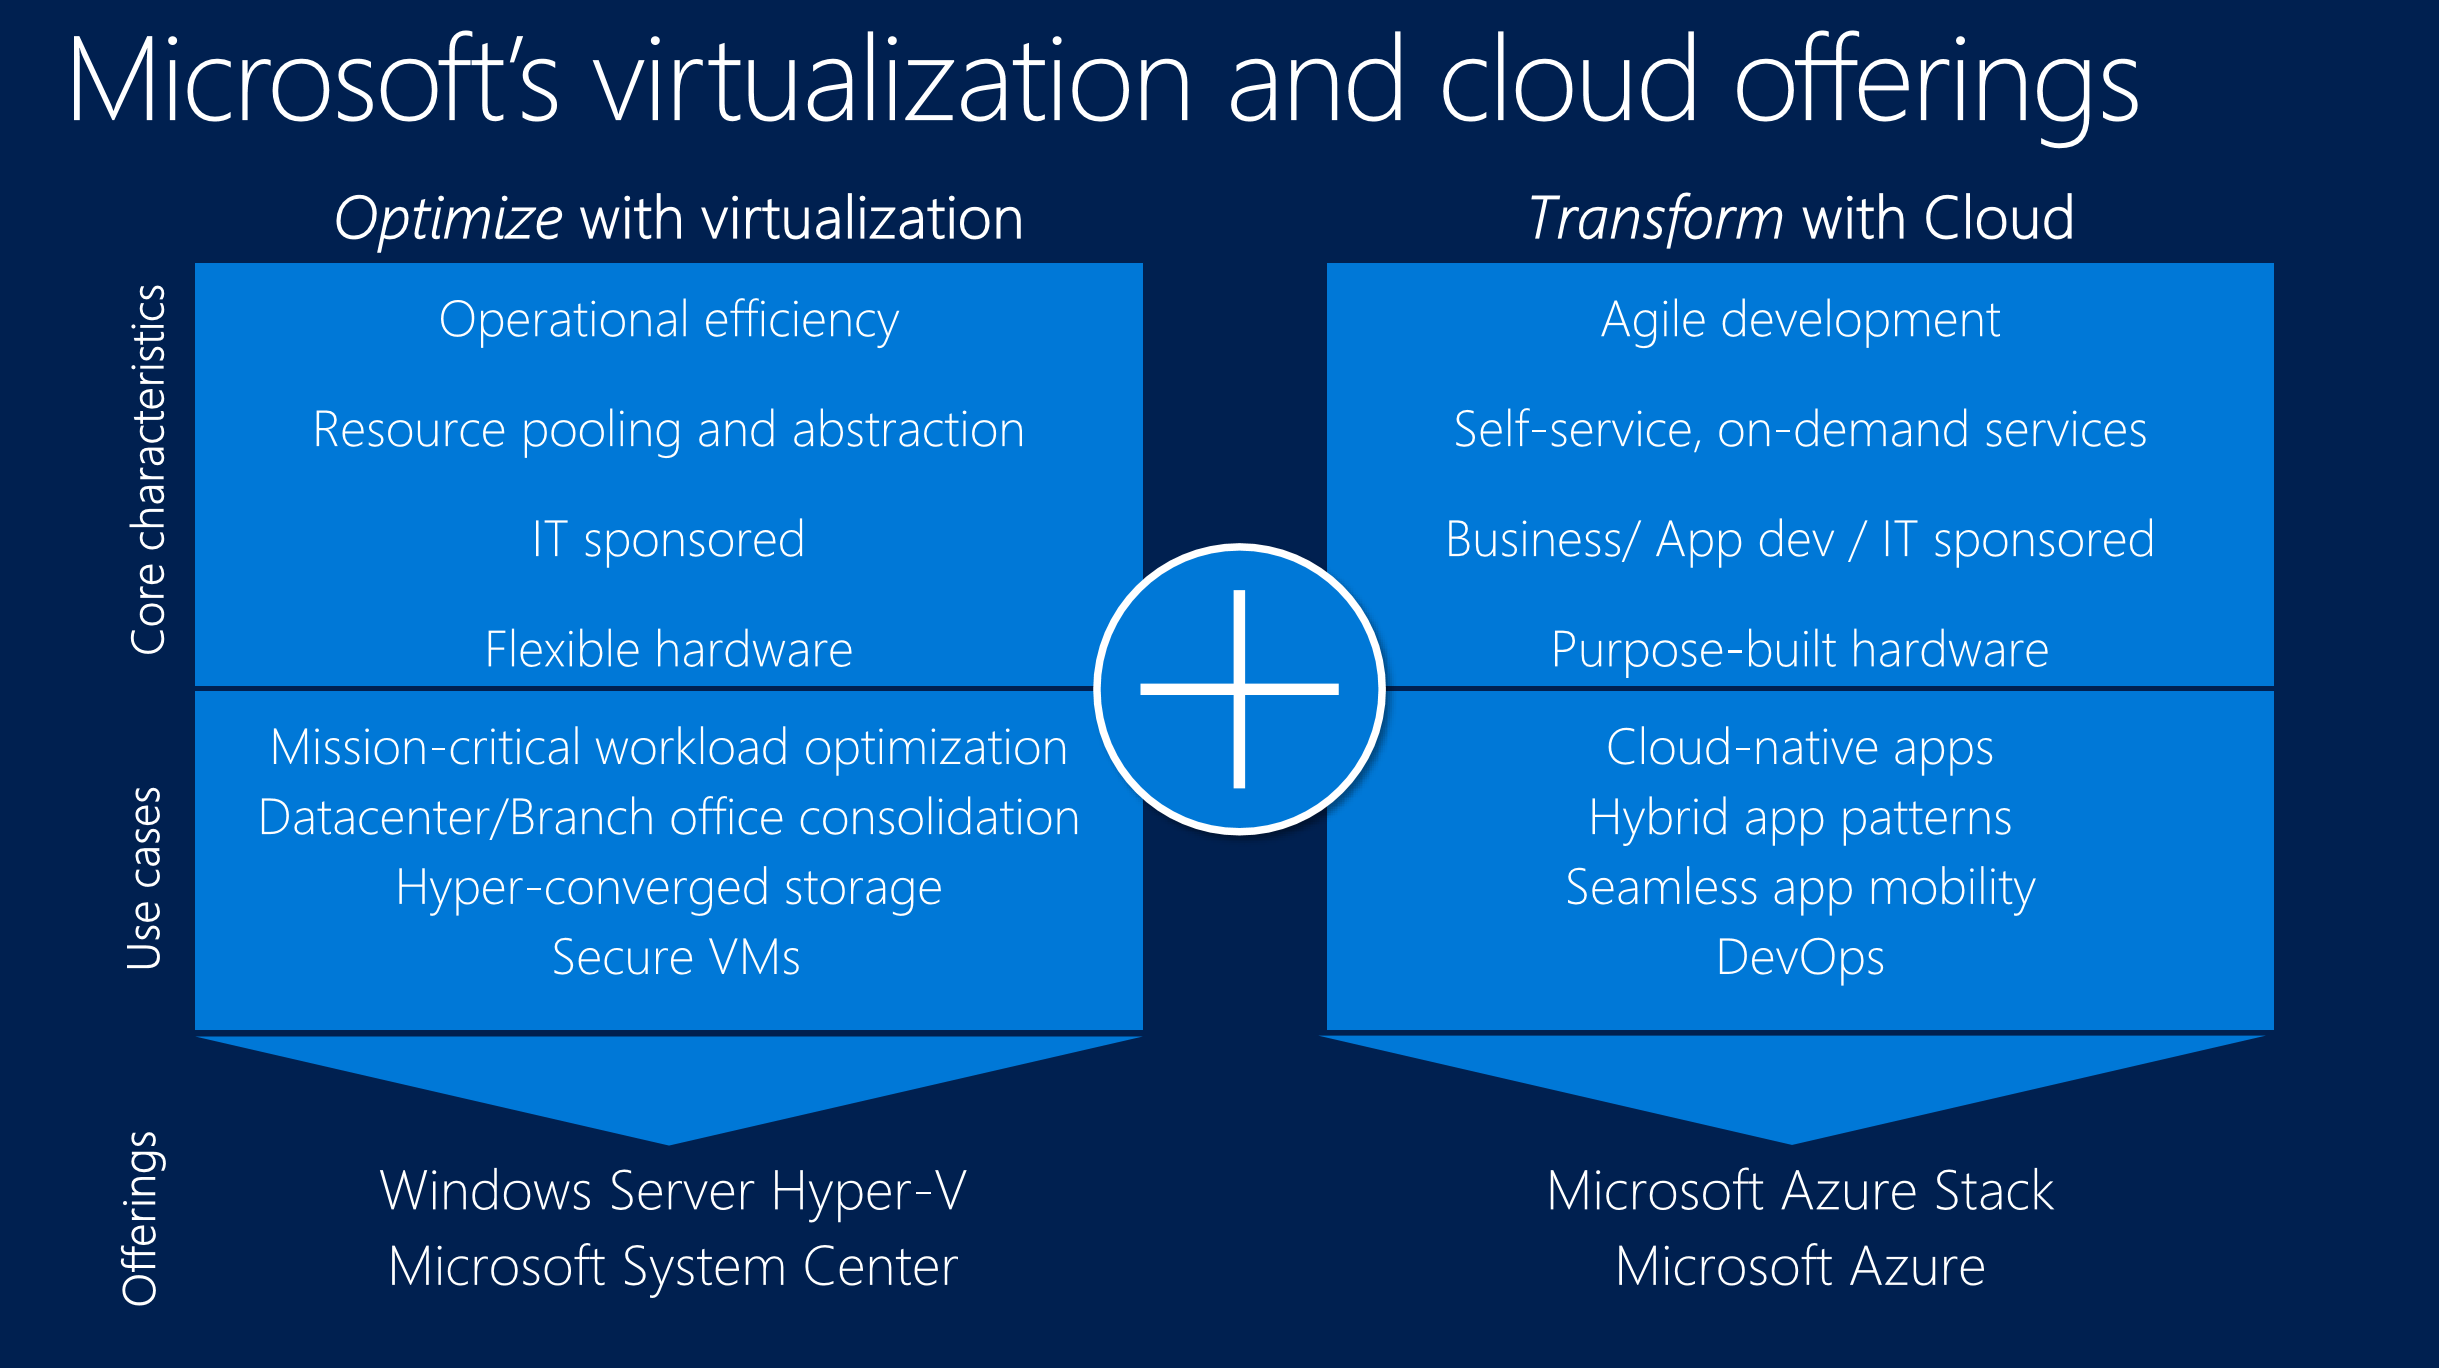 Microsoft’s virtualization and cloud offerings
Optimize with virtualization
Core characteristics
Operational efficiency
Resource pooling and abstraction
IT sponsored
Flexible hardware
Use cases
Mission-critical workload optimization
Datacenter/Branch office consolidation
Hyper-converged storage
Secure VMs
Offerings
Windows Server Hyper-V
Microsoft System Center
Transform with Cloud
Agile development
Self-service, on-demand services
Business/ App dev / IT sponsored
Purpose-built hardware
Cloud-native apps
Hybrid app patterns
Seamless app mobility
DevOps
Microsoft Azure Stack
Microsoft Azure